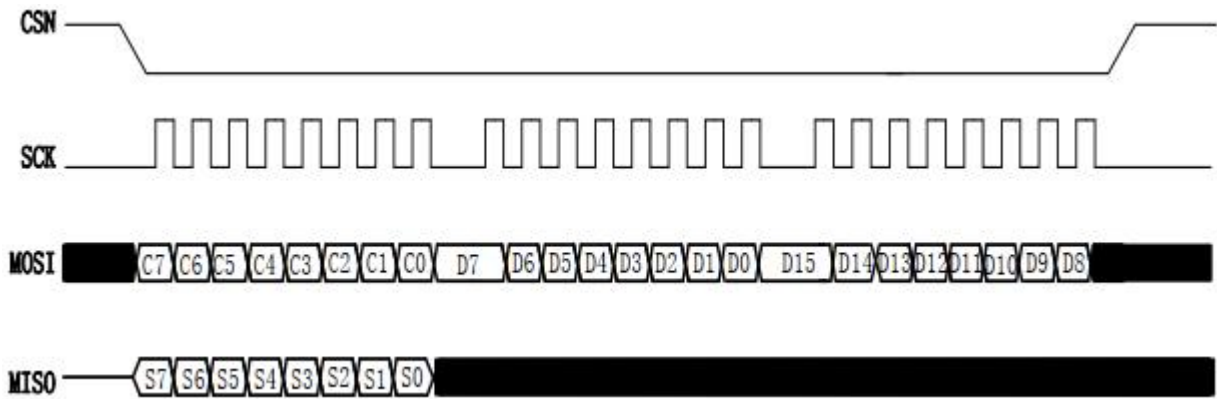 CSN
SCK
MOSI C7 C6 C5 C4 C3 C2 C1 C0 D7 D6 D5 D4 D3 D2 D1 D0 D15 D14 D13 D12 D11 D10 D9 D8
MISO S7 S6 S5 S4 S3 S2 S1 S0